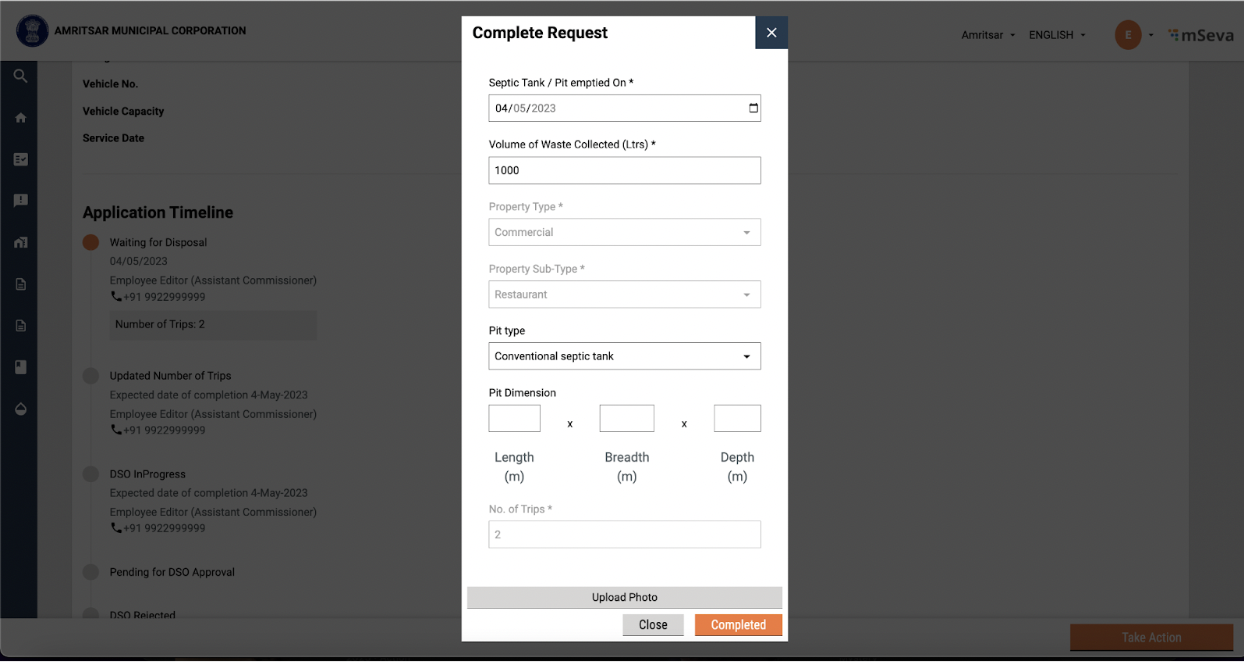 AMRITSAR MUNICIPAL CORPORATION
Amritsar
ENGLISH
E
mSeva
Vehicle No.
Vehicle Capacity
Service Date
Application Timeline
Waiting for Disposal
04/05/2023
Employee Editor (Assistant Commissioner)
+91 9922999999
Number of Trips: 2
Updated Number of Trips
Expected date of completion 4-May-2023
Employee Editor (Assistant Commissioner)
+91 9922999999
DSO InProgress
Expected date of completion 4-May-2023
Employee Editor (Assistant Commissioner)
+91 9922999999
Pending for DSO Approval
DSO Rejected
Take Action
Complete Request
Septic Tank / Pit emptied On *
04/05/2023
Volume of Waste Collected (Ltrs) *
1000
Property Type *
Commercial
Property Sub-Type *
Restaurant
Pit type
Conventional septic tank
Pit Dimension
x x
Length Breadth Depth
(m) (m) (m)
No. of Trips *
2
Upload Photo
Close Completed